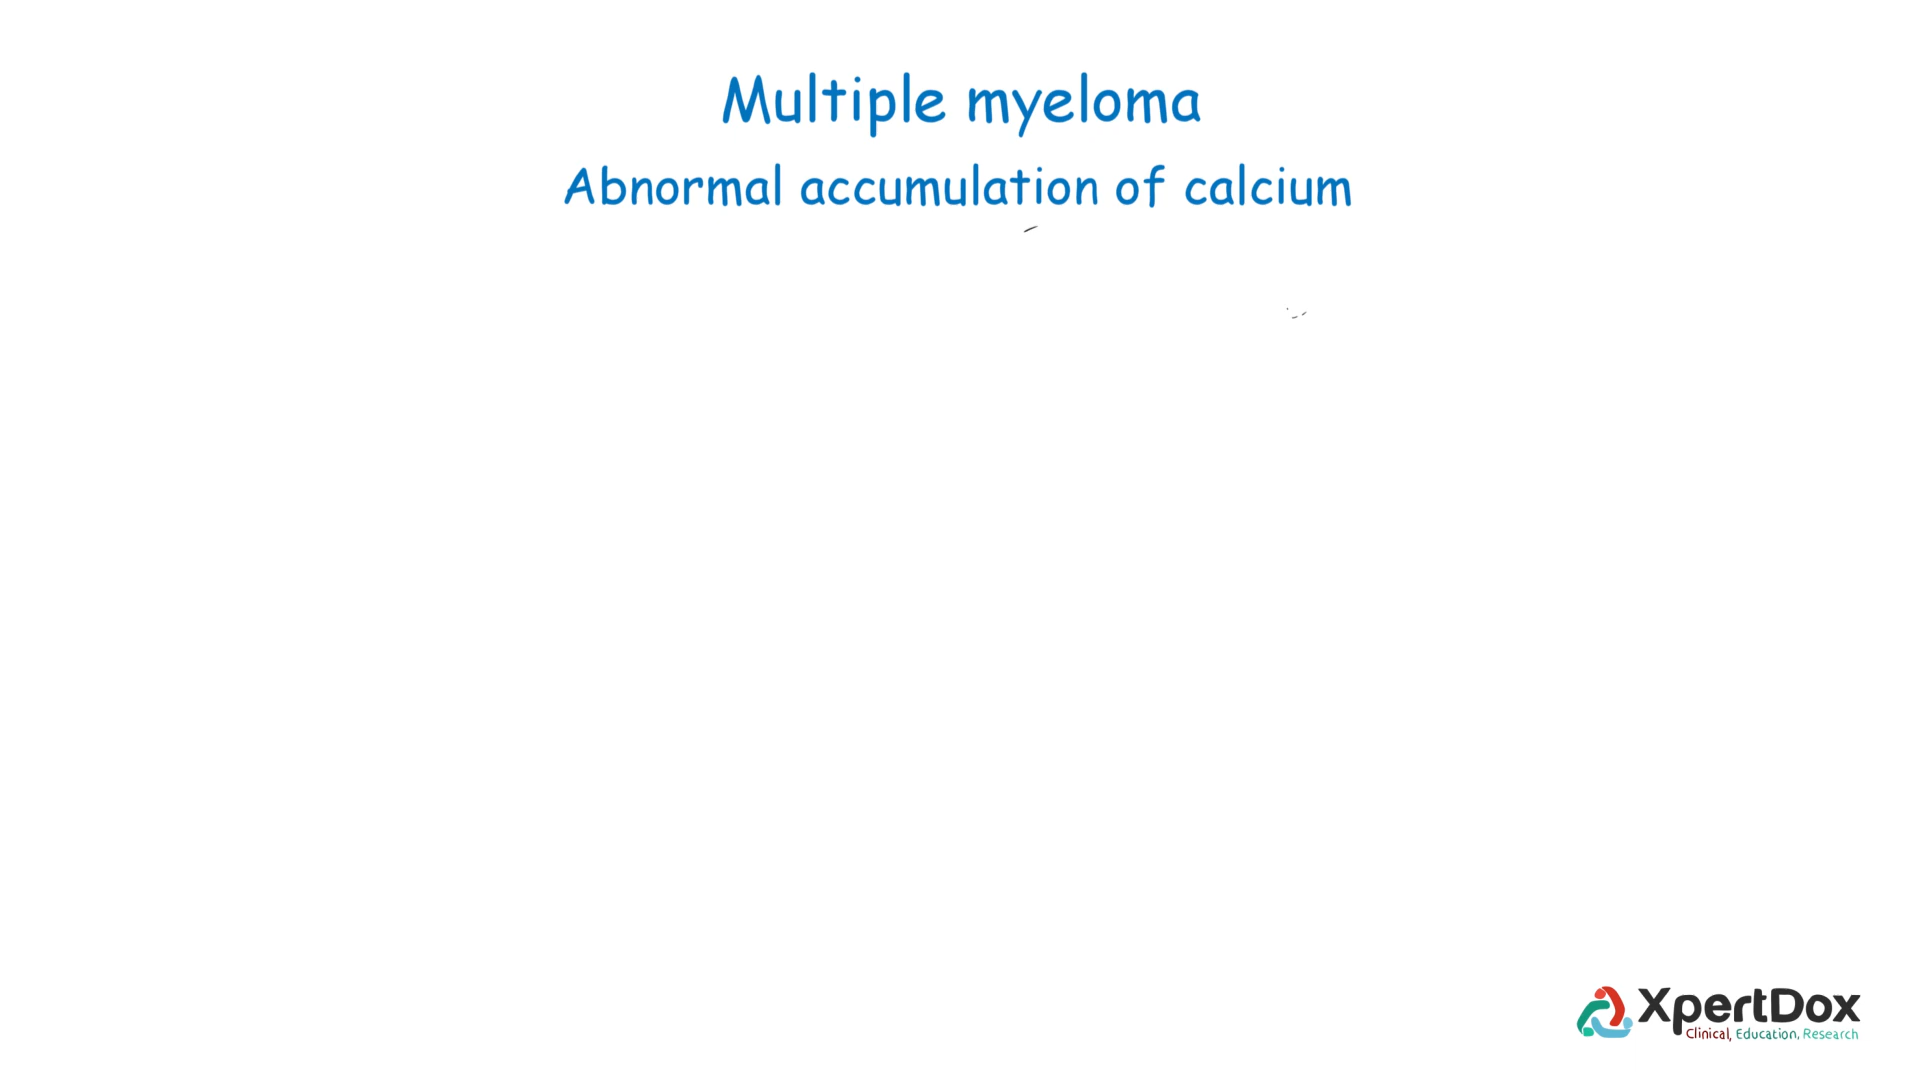 Multiple myeloma
Abnormal accumulation of calcium
XpertDox
Clinical, Education, Research